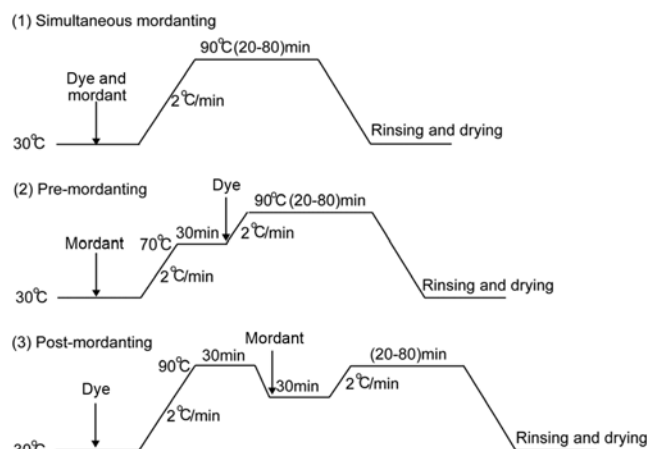 (1) Simultaneous mordanting
90°C(20-80)min
Dye and
mordant
2°C/min
30°C
Rinsing and drying
(2) Pre-mordanting
Dye
90°C(20-80)min
Mordant
70°C
30min
2°C/min
2°C/min
30°C
Rinsing and drying
(3) Post-mordanting
Mordant
30min
(20-80)min
90°C
Dye
30min
2°C/min
2°C/min
Rinsing and drying
30°C